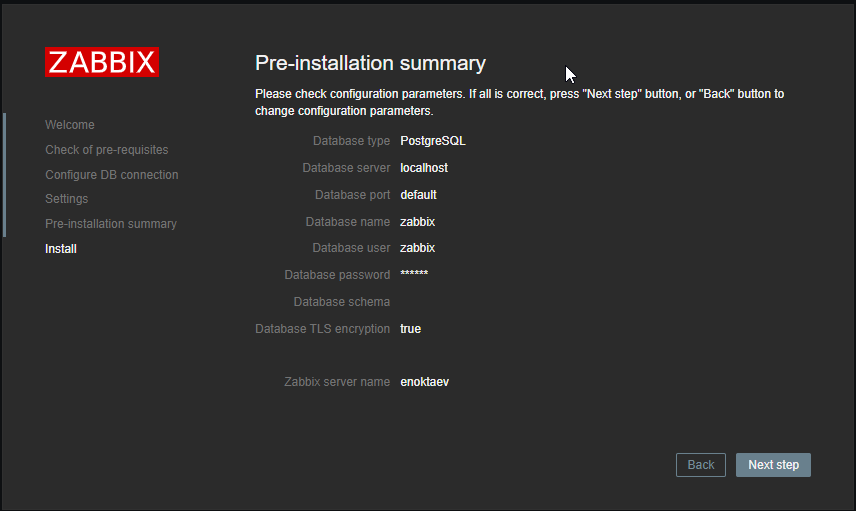 ZABBIX
Welcome
Check of pre-requisites
Configure DB connection
Settings
Pre-installation summary
Install
Pre-installation summary
Please check configuration parameters. If all is correct, press "Next step" button, or "Back" button to
change configuration parameters.
Database type PostgreSQL
Database server localhost
Database port default
Database name zabbix
Database user zabbix
Database password ******
Database schema
Database TLS encryption true
Zabbix server name enoktaev
Back Next step